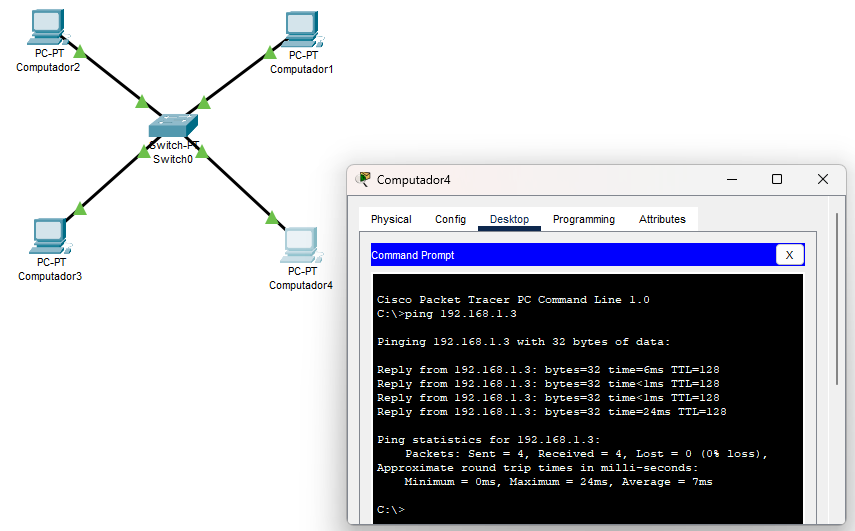 PC-PT
Computador2
PC-PT
Computador1
Switch-PT
Switch0
PC-PT
Computador3
PC-PT
Computador4
Computador4
Physical Config Desktop Programming Attributes
Command Prompt X
Cisco Packet Tracer PC Command Line 1.0
C:\>ping 192.168.1.3
Pinging 192.168.1.3 with 32 bytes of data:
Reply from 192.168.1.3: bytes=32 time=6ms TTL=128
Reply from 192.168.1.3: bytes=32 time<1ms TTL=128
Reply from 192.168.1.3: bytes=32 time<1ms TTL=128
Reply from 192.168.1.3: bytes=32 time=24ms TTL=128
Ping statistics for 192.168.1.3:
Packets: Sent = 4, Received = 4, Lost = 0 (0% loss),
Approximate round trip times in milli-seconds:
Minimum = 0ms, Maximum = 24ms, Average = 7ms
C:\>